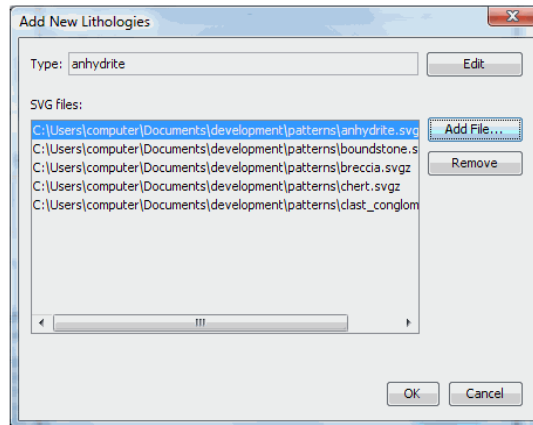 Add New Lithologies
Type: anhydrite
Edit
SVG files:
C:\Users\computer\Documents\development\patterns\anhydrite.svg
Add File...
C:\Users\computer\Documents\development\patterns\boundstone.s
C:\Users\computer\Documents\development\patterns\breccia.svgz
Remove
C:\Users\computer\Documents\development\patterns\chert.svgz
C:\Users\computer\Documents\development\patterns\clast_conglom
OK
Cancel